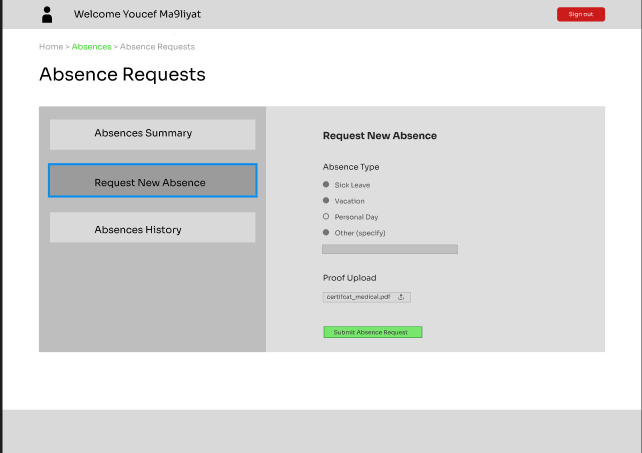 Welcome Youcef Ma9liyat
Sign out
Home > Absences > Absence Requests
Absence Requests
Absences Summary
Request New Absence
Absences History
Request New Absence
Absence Type
Sick Leave
Vacation
Personal Day
Other (specify)
Proof Upload
certifcat_medical.pdf
Submit Absence Request